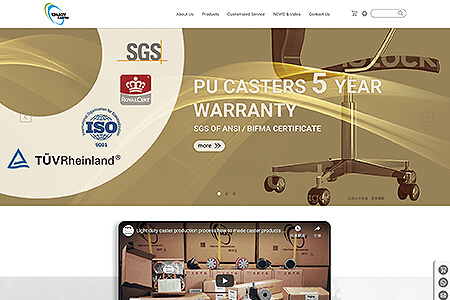 About Us
Products
Customized Service
NEWS & Video
Contact Us
SGS
ROYALCERT
ISO
9001
TÜVRheinland®
PU CASTERS 5 YEAR
WARRANTY
SGS OF ANSI / BIFMA CERTIFICATE
more
Light duty caster production process how to made caster products